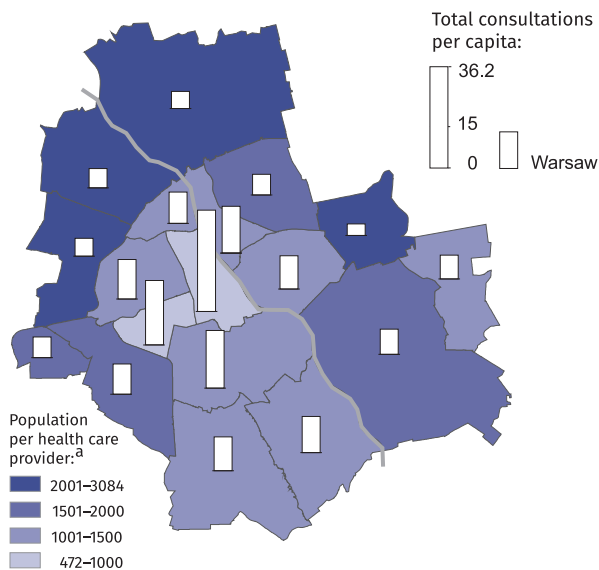 Total consultations
per capita:
36.2
15
0
Warsaw
Population
per health care
provider:a
2001–3084
1501–2000
1001–1500
472–1000